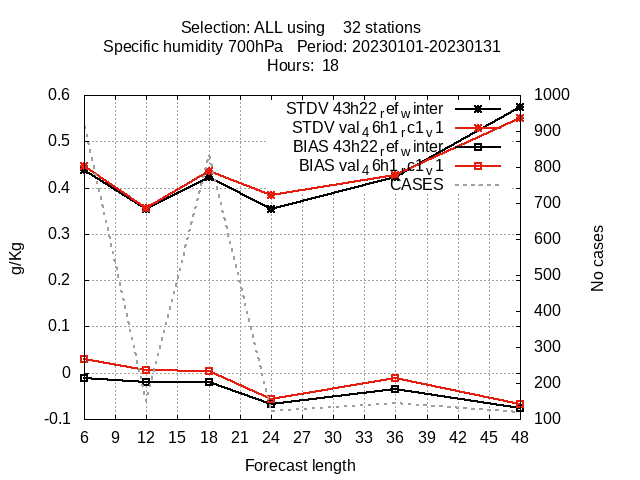 Selection: ALL using    32 stations
Specific humidity 700hPa   Period: 20230101-20230131
Hours:  18
STDV 43h22_ref_winter
STDV val_46h1_rc1_v1
BIAS 43h22_ref_winter
BIAS val_46h1_rc1_v1
CASES
0.6
0.5
0.4
0.3
0.2
0.1
0
-0.1
g/Kg
1000
900
800
700
600
500
400
300
200
100
No cases
6 9 12 15 18 21 24 27 30 33 36 39 42 45 48
Forecast length